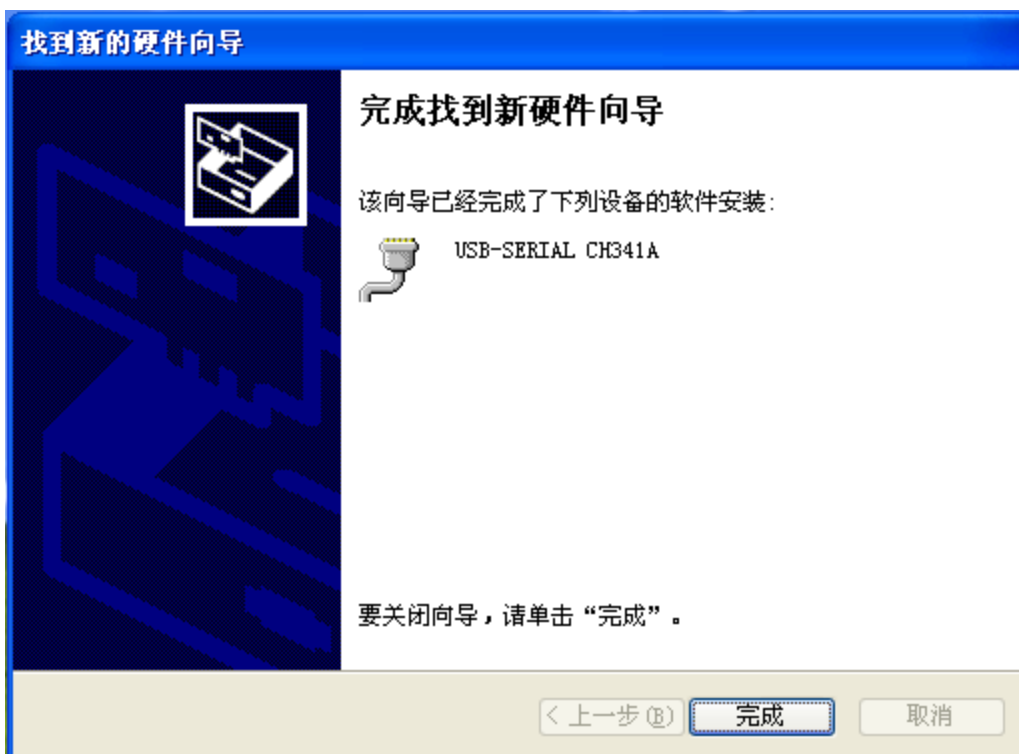 找到新的硬件向导
完成找到新硬件向导
该向导已经完成了下列设备的软件安装:
USB-SERIAL CH341A
要关闭向导，请单击“完成”。
< 上一步(B)
完成
取消